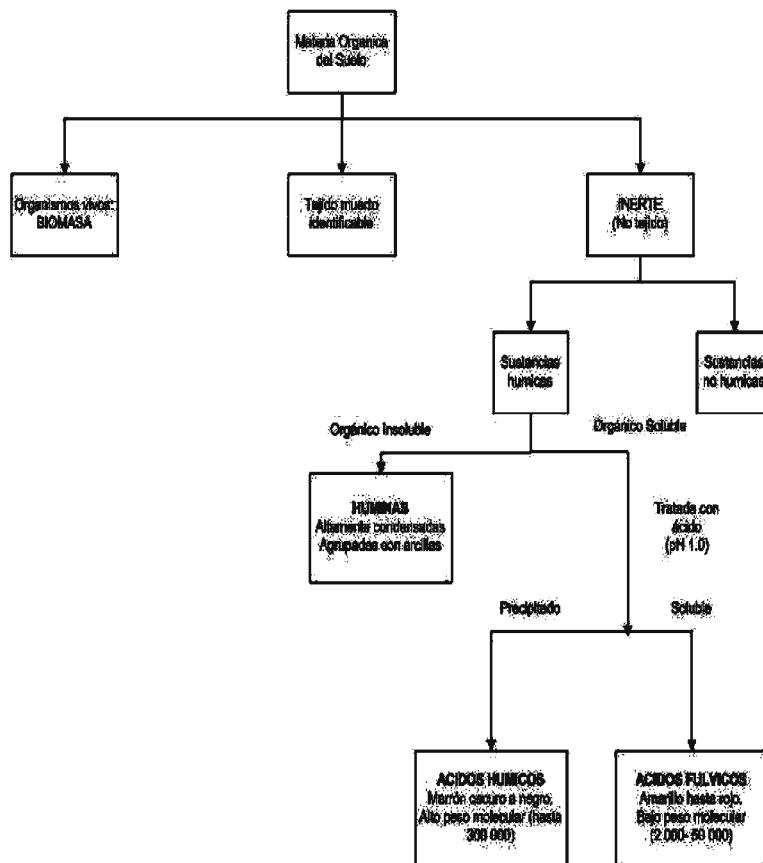 Materia Organica
del Suelo
Organismos vivos:
BIOMASA
Tejido muerto
identificable
INERTE
(No tejido)
Sustancias
humicas
Sustancias
no humicas
Orgánico Insoluble
Orgánico Soluble
HUMINAS
Altamente condensadas
Agrupadas con arcillas
Tratada con
ácido
(pH 1.0)
Precipitado
Soluble
ACIDOS HUMICOS
Marrón oscuro a negro,
Alto peso molecular (hasta
300 000)
ACIDOS FULVICOS
Amarillo hasta rojo,
Bajo peso molecular
(2.000- 50 000)